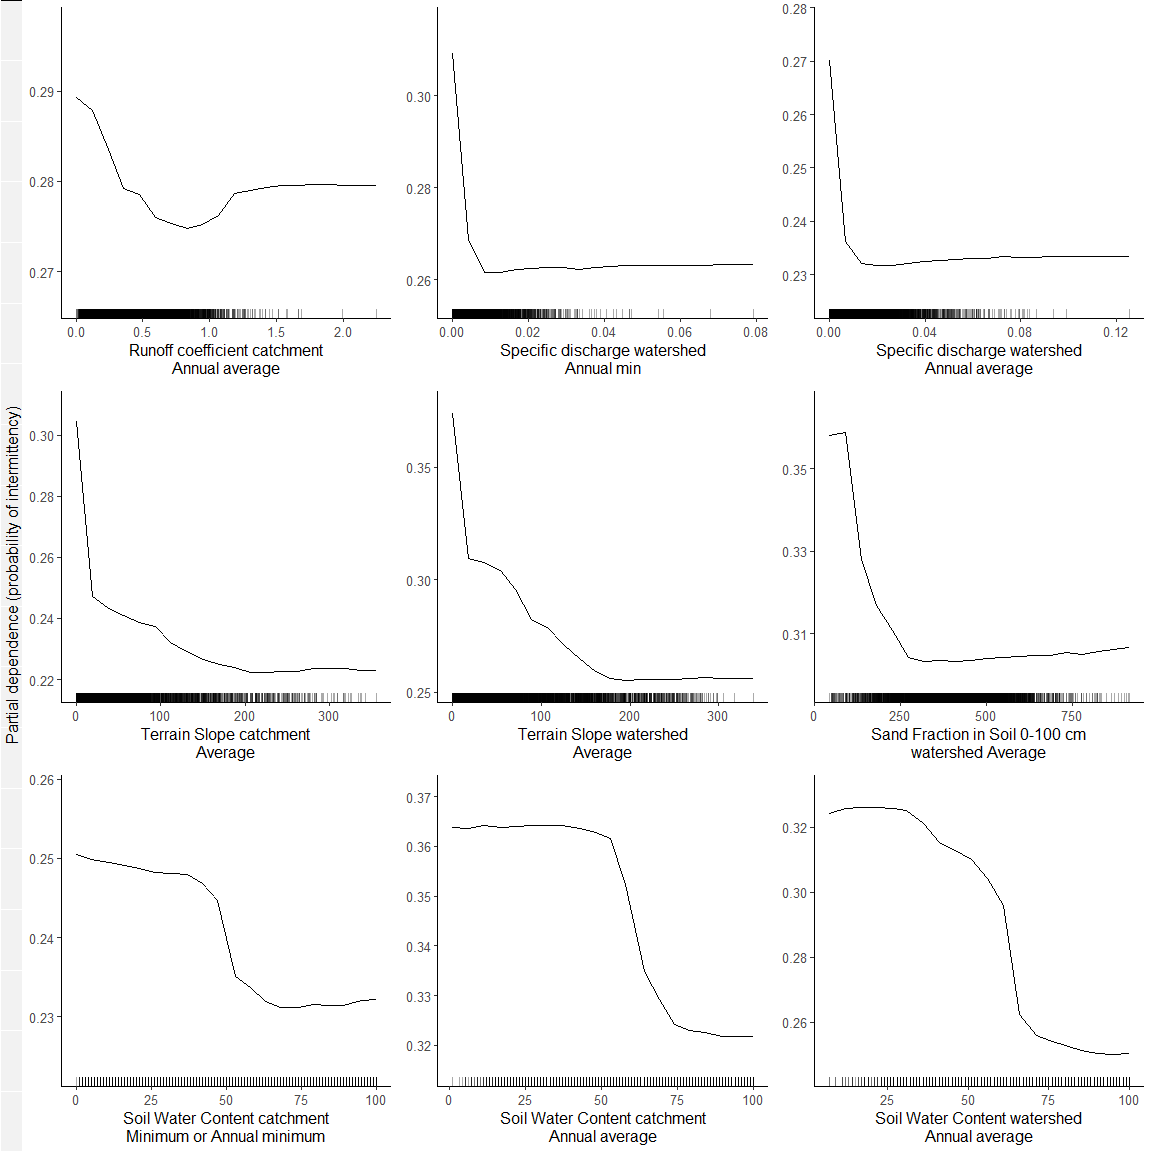 Partial dependence (probability of intermittency)
0.29
0.28
0.27
0.0 0.5 1.0 1.5 2.0
Runoff coefficient catchment
Annual average
0.30
0.28
0.26
0.00 0.02 0.04 0.06 0.08
Specific discharge watershed
Annual min
0.28
0.27
0.26
0.25
0.24
0.23
0.00 0.04 0.08 0.12
Specific discharge watershed
Annual average
0.30
0.28
0.26
0.24
0.22
0 100 200 300
Terrain Slope catchment
Average
0.35
0.30
0.25
0 100 200 300
Terrain Slope watershed
Average
0.35
0.33
0.31
0 250 500 750
Sand Fraction in Soil 0-100 cm
watershed Average
0.26
0.25
0.24
0.23
0 25 50 75 100
Soil Water Content catchment
Minimum or Annual minimum
0.37
0.36
0.35
0.34
0.33
0.32
0 25 50 75 100
Soil Water Content catchment
Annual average
0.32
0.30
0.28
0.26
25 50 75 100
Soil Water Content watershed
Annual average